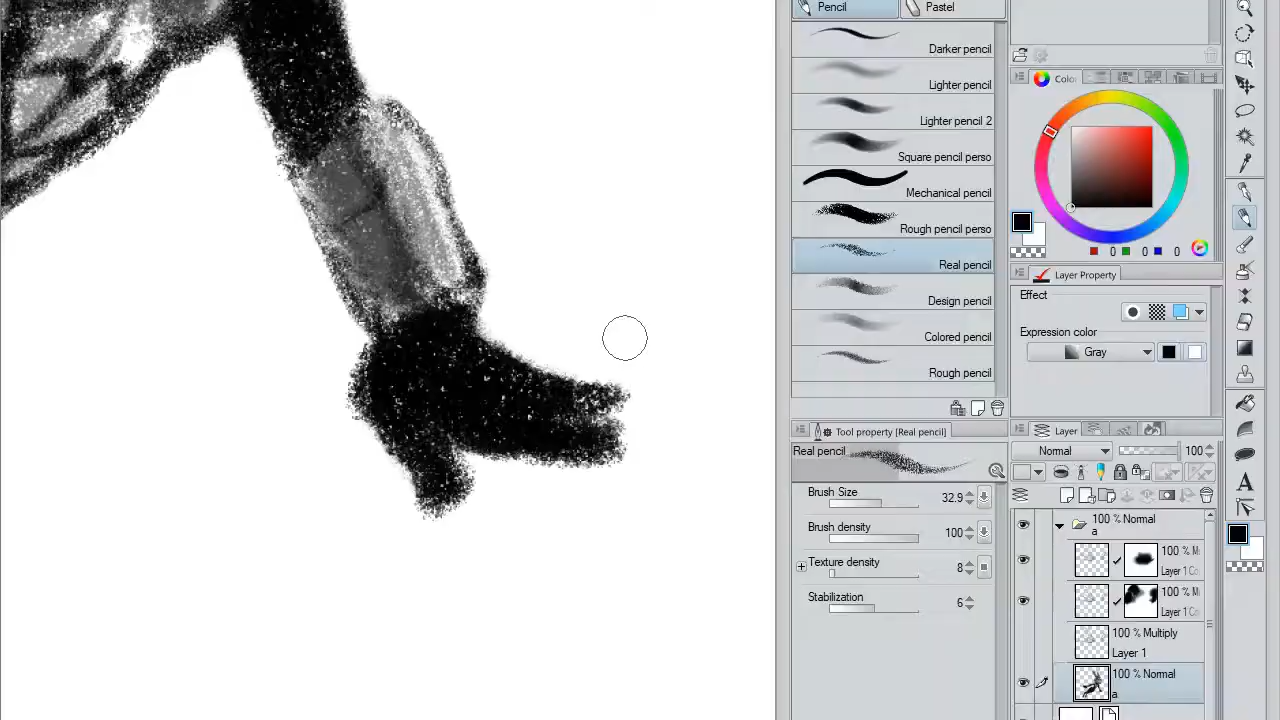 Pencil
Pastel
Darker pencil
Lighter pencil
Lighter pencil 2
Square pencil perso
Mechanical pencil
Rough pencil perso
Real pencil
Design pencil
Colored pencil
Rough pencil
Tool property [Real pencil]
Real pencil
Brush Size
32.9
Brush density
100
Texture density
8
Stabilization
6
Color
0
0
0
Layer Property
Effect
Expression color
Gray
Layer
Normal
100
100 % Normal
a
100 %
Layer 1 Co
100 %
Layer 1 Co
100 % Multiply
Layer 1
100 % Normal
a
A